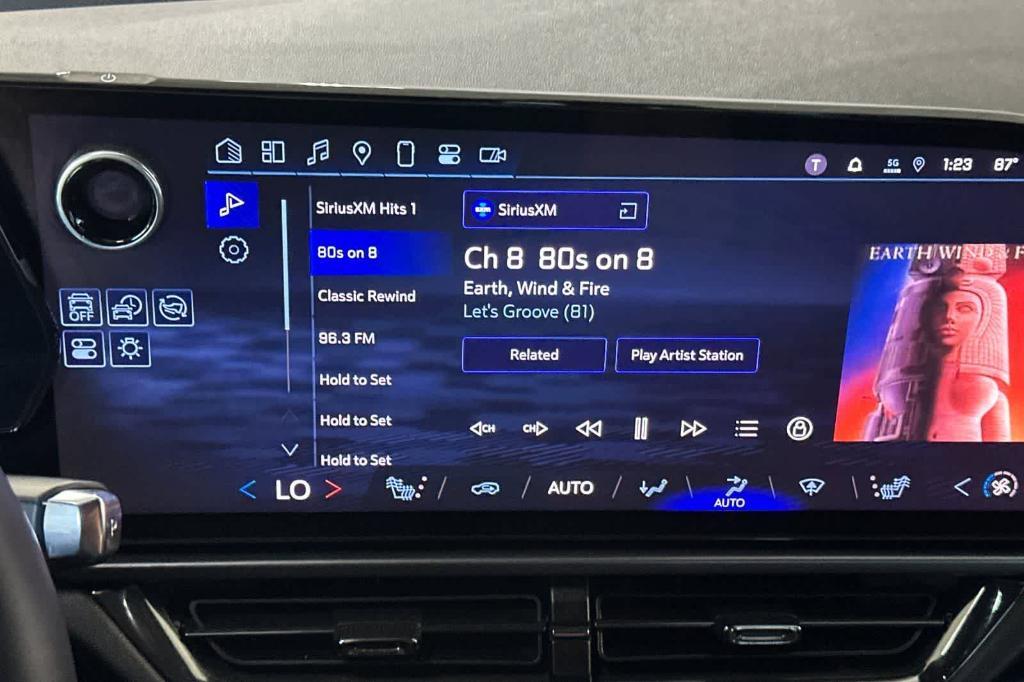 T
5G
1:23
87°
SiriusXM Hits 1
80s on 8
Classic Rewind
96.3 FM
Hold to Set
Hold to Set
Hold to Set
SXM SiriusXM
Ch 8 80s on 8
Earth, Wind & Fire
Let's Groove (81)
Related
Play Artist Station
EARTH WIND & F
OFF
CH
CH
LO
AUTO
AUTO